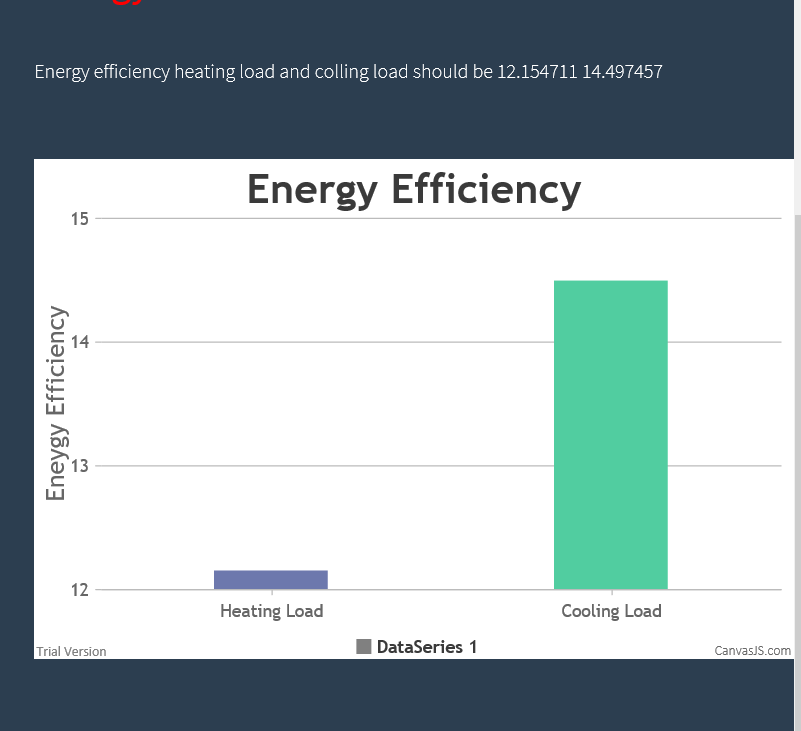 Energy efficiency heating load and colling load should be 12.154711 14.497457
Energy Efficiency
15
14
13
12
Eneygy Efficiency
Heating Load
Cooling Load
DataSeries 1
Trial Version
CanvasJS.com